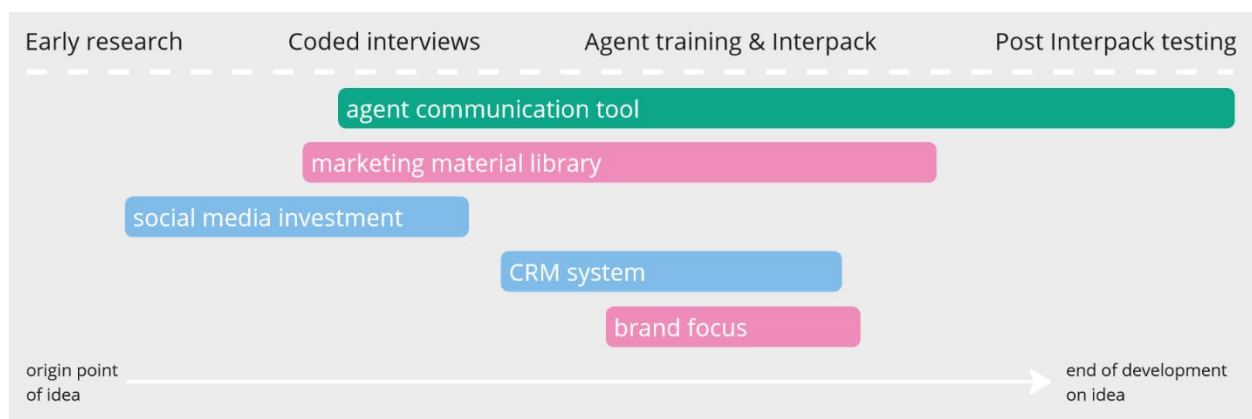 Early research
Coded interviews
Agent training & Interpack
Post Interpack testing
agent communication tool
marketing material library
social media investment
CRM system
brand focus
origin point
of idea
end of development
on idea